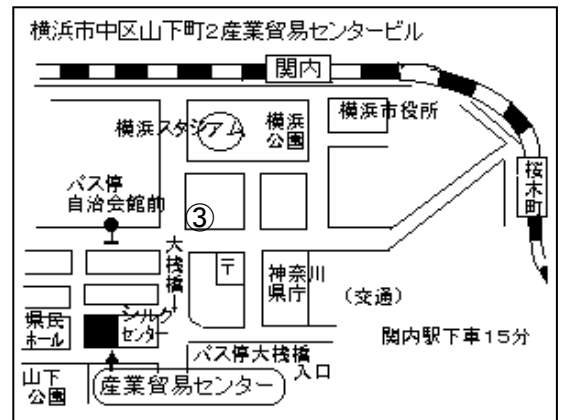 横浜市中区山下町2産業貿易センタービル
関内
横浜スタジアム
横浜
公園
横浜市役所
桜木町
バス停
自治会館前
③
大桟橋
〒
神奈川
県庁
(交通)
県民
ホール
シルク
センター
関内駅下車15分
バス停大桟橋
入口
山下
公園
産業貿易センター